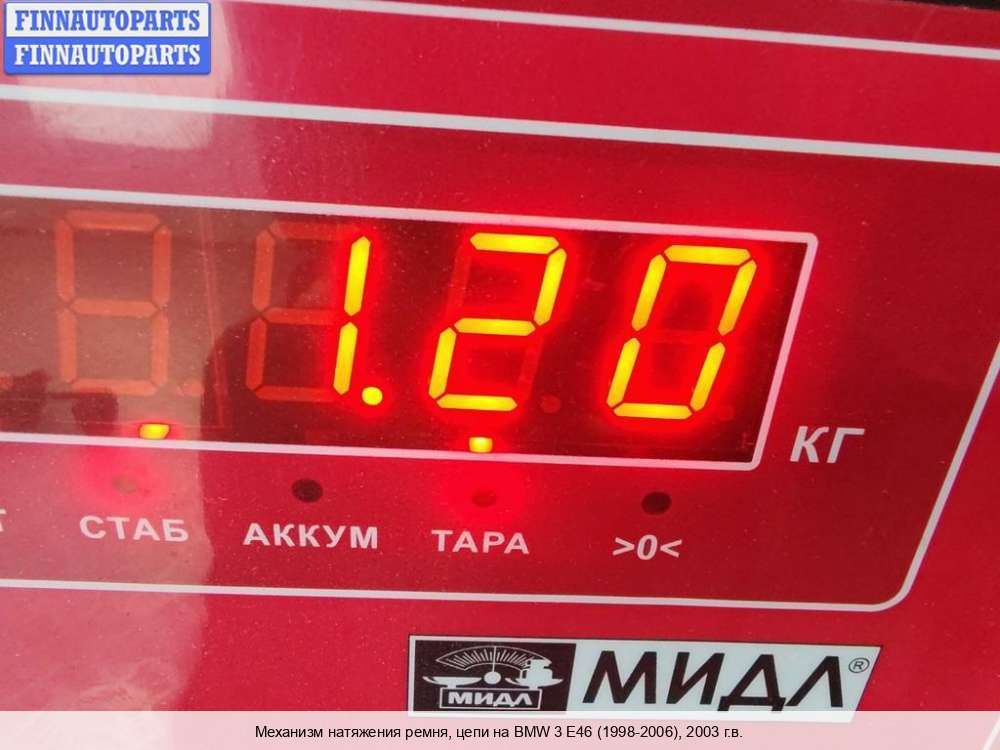 FINNAUTOPARTS
FINNAUTOPARTS
1.20
КГ
СТАБ АККУМ ТАРА >0<
МИДЛ МИДЛ®
Механизм натяжения ремня, цепи на BMW 3 E46 (1998-2006), 2003 г.в.